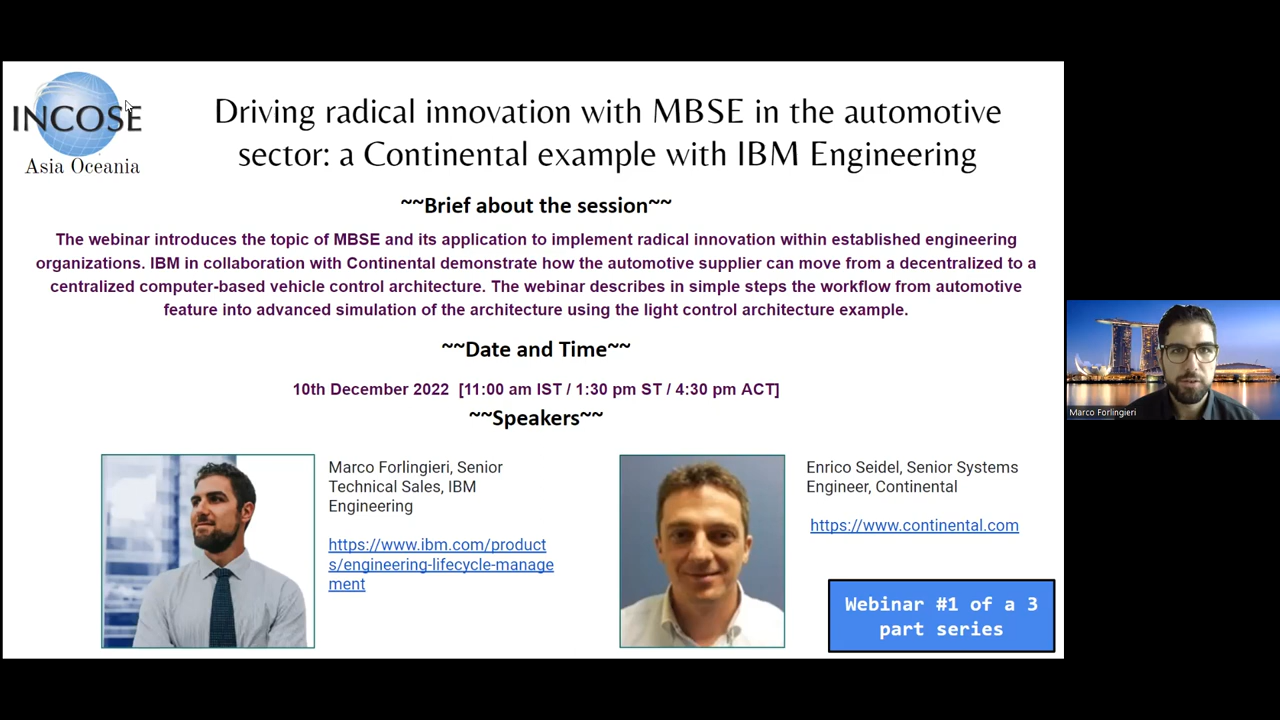 INCOSE
Asia Oceania
Driving radical innovation with MBSE in the automotive
sector: a Continental example with IBM Engineering
~~Brief about the session~~
The webinar introduces the topic of MBSE and its application to implement radical innovation within established engineering
organizations. IBM in collaboration with Continental demonstrate how the automotive supplier can move from a decentralized to a
centralized computer-based vehicle control architecture. The webinar describes in simple steps the workflow from automotive
feature into advanced simulation of the architecture using the light control architecture example.
~~Date and Time~~
10th December 2022 [11:00 am IST / 1:30 pm ST / 4:30 pm ACT]
~~Speakers~~
Marco Forlingieri, Senior
Technical Sales, IBM
Engineering
https://www.ibm.com/product
s/engineering-lifecycle-manage
ment
Enrico Seidel, Senior Systems
Engineer, Continental
https://www.continental.com
Webinar #1 of a 3
part series
Marco Forlingieri